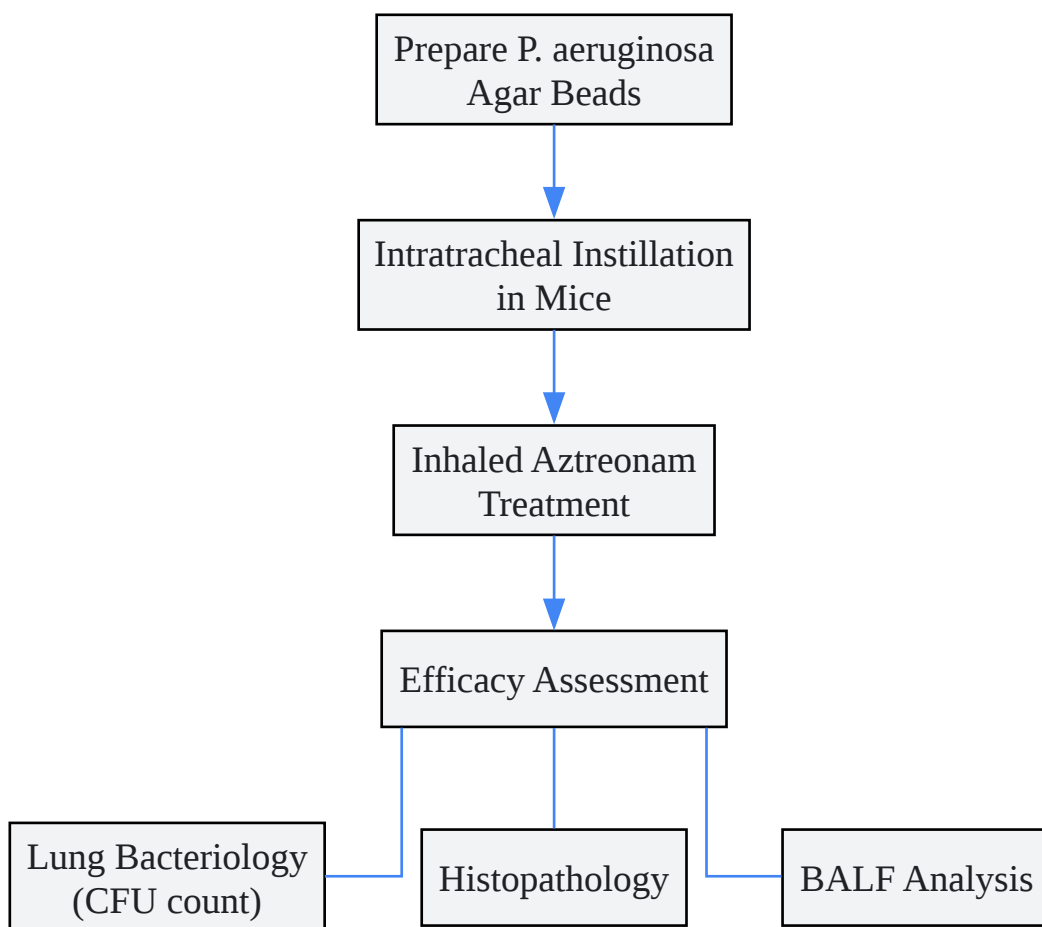 Prepare P. aeruginosa
Agar Beads
Intratracheal Instillation
in Mice
Inhaled Aztreonam
Treatment
Efficacy Assessment
Lung Bacteriology
(CFU count)
Histopathology
BALF Analysis